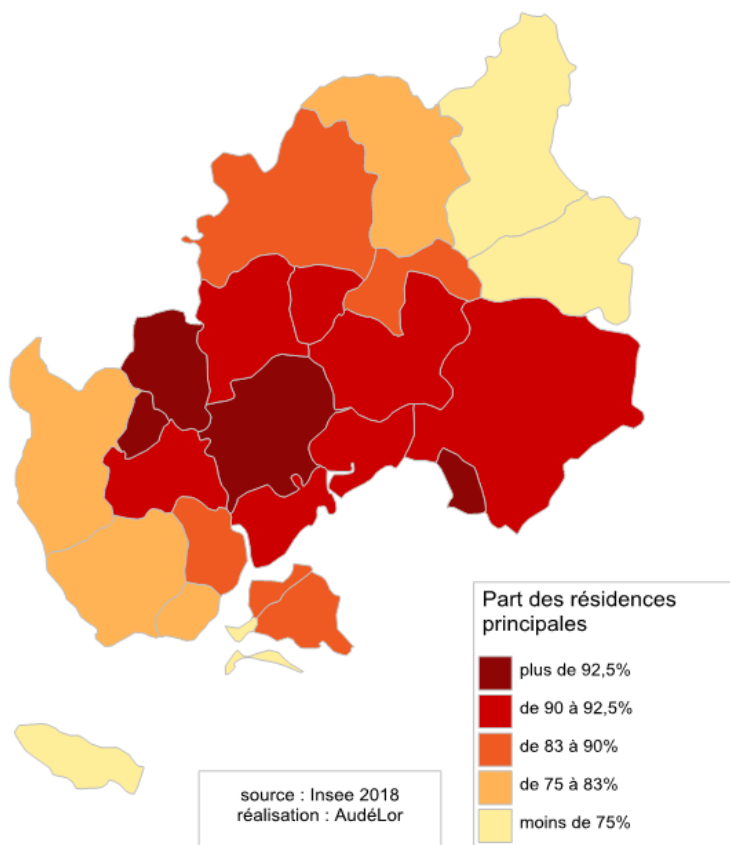 Part des résidences
principales
plus de 92,5%
de 90 à 92,5%
de 83 à 90%
de 75 à 83%
moins de 75%
source : Insee 2018
réalisation : AudéLor